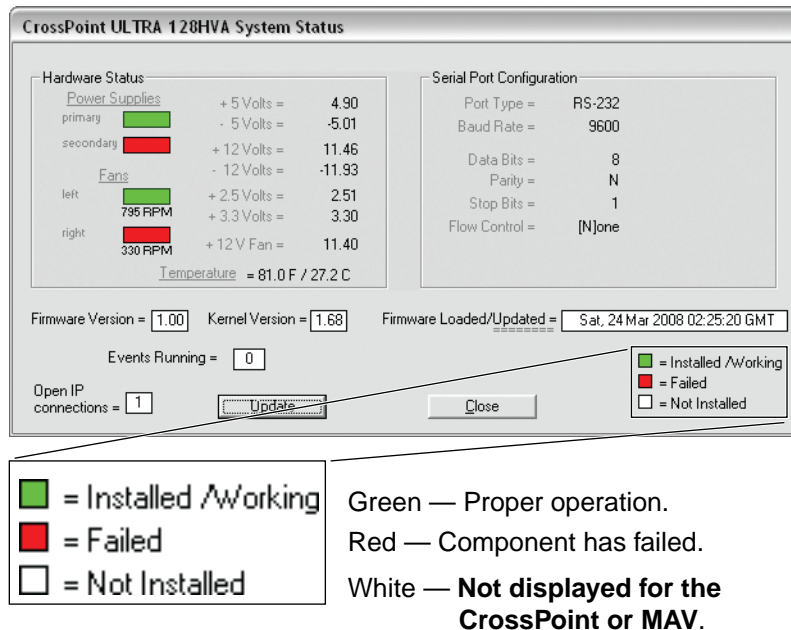 CrossPoint ULTRA 128HVA System Status
Hardware Status
Power Supplies
primary
secondary
Fans
left
795 RPM
right
330 RPM
+ 5 Volts = 4.90
- 5 Volts = -5.01
+ 12 Volts = 11.46
- 12 Volts = -11.93
+ 2.5 Volts = 2.51
+ 3.3 Volts = 3.30
+ 12 V Fan = 11.40
Temperature = 81.0 F / 27.2 C
Serial Port Configuration
Port Type = RS-232
Baud Rate = 9600
Data Bits = 8
Parity = N
Stop Bits = 1
Flow Control = [N]one
Firmware Version = 1.00 Kernel Version = 1.68 Firmware Loaded/Updated = Sat, 24 Mar 2008 02:25:20 GMT
Events Running = 0
Open IP
connections = 1
Update
Close
= Installed /Working
= Failed
= Not Installed
= Installed /Working
= Failed
= Not Installed
Green — Proper operation.
Red — Component has failed.
White — Not displayed for the
CrossPoint or MAV.